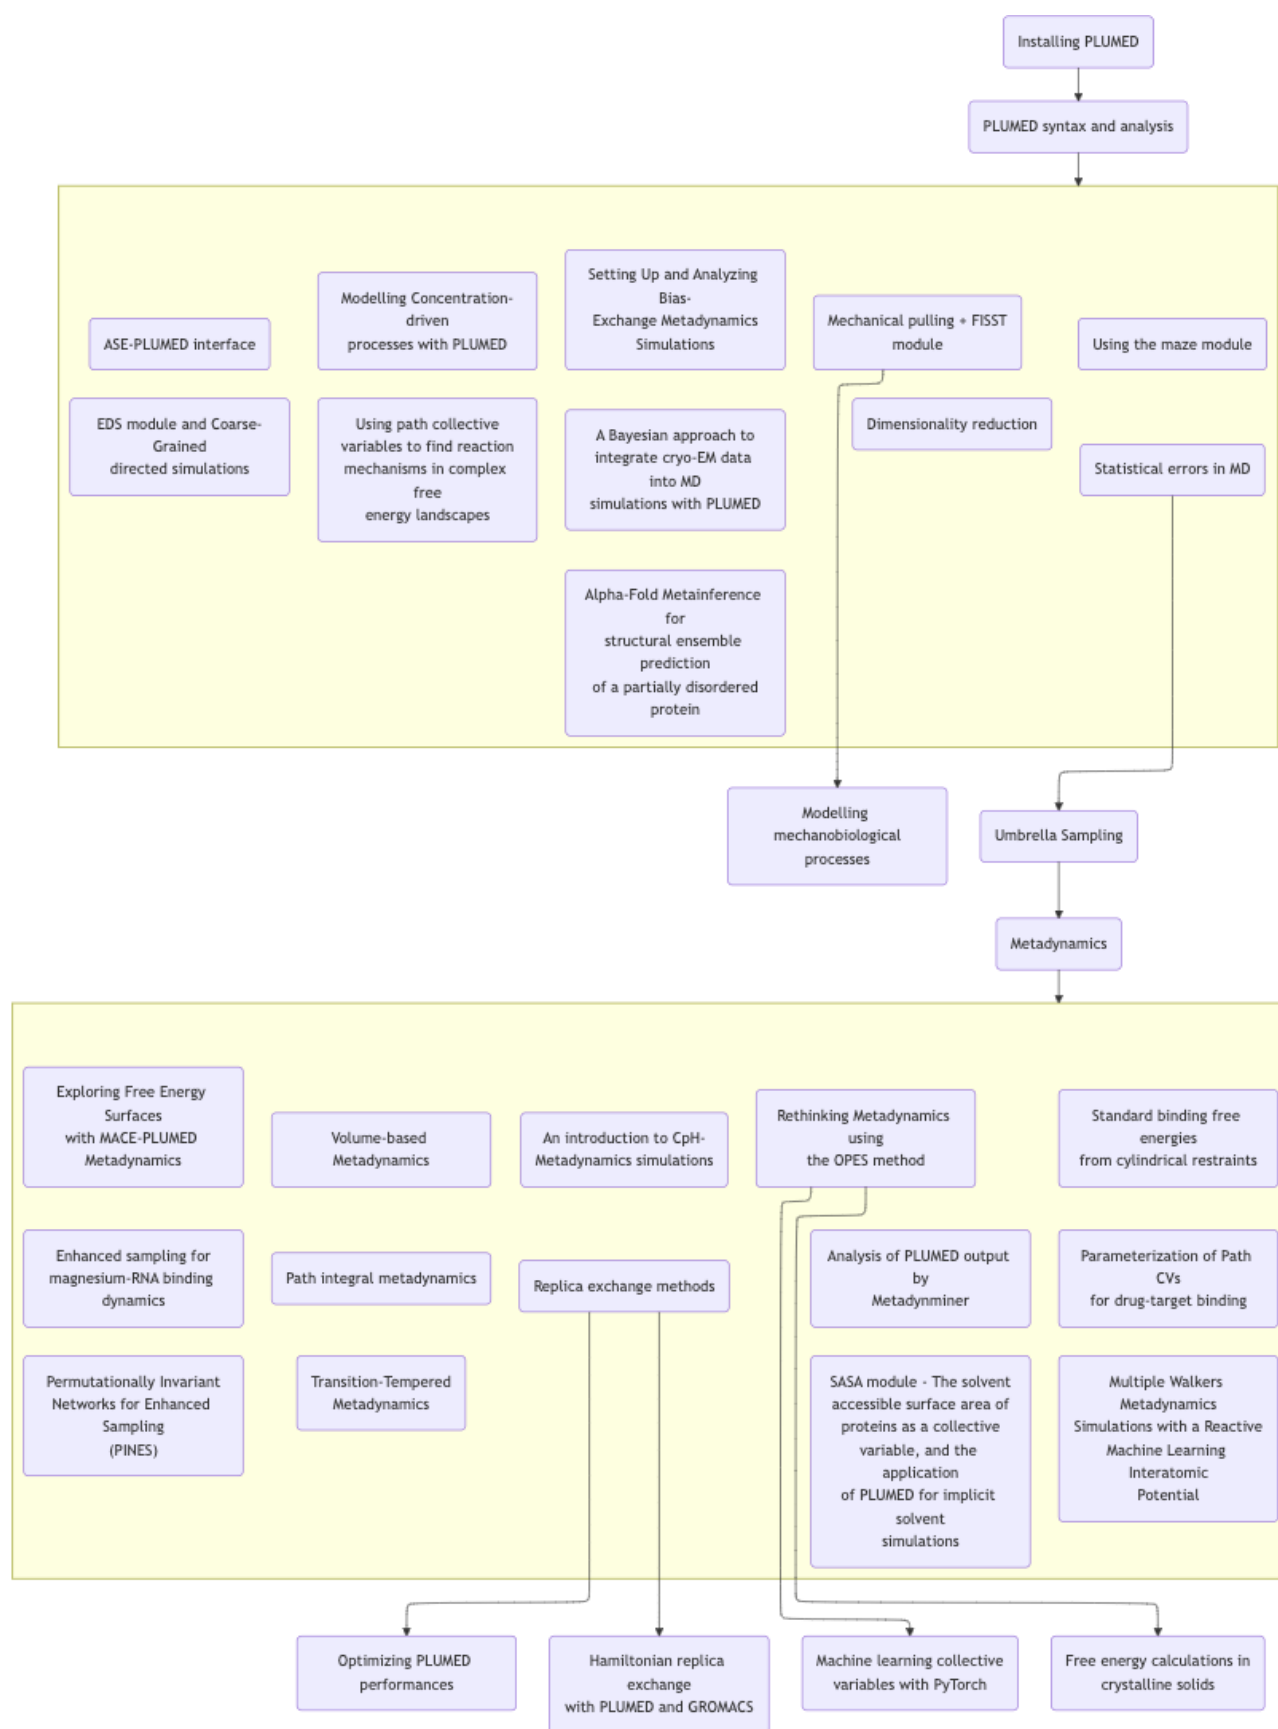 Installing PLUMED
PLUMED syntax and analysis
ASE-PLUMED interface
Modelling Concentration-
driven
processes with PLUMED
Setting Up and Analyzing
Bias-
Exchange Metadynamics
Simulations
Mechanical pulling + FISST
module
Using the maze module
EDS module and Coarse-
Grained
directed simulations
Using path collective
variables to find reaction
mechanisms in complex
free
energy landscapes
A Bayesian approach to
integrate cryo-EM data
into MD
simulations with PLUMED
Dimensionality reduction
Statistical errors in MD
Alpha-Fold Metainference
for
structural ensemble
prediction
of a partially disordered
protein
Modelling
mechanobiological
processes
Umbrella Sampling
Metadynamics
Exploring Free Energy
Surfaces
with MACE-PLUMED
Metadynamics
Volume-based
Metadynamics
An introduction to CpH-
Metadynamics simulations
Rethinking Metadynamics
using
the OPES method
Standard binding free
energies
from cylindrical restraints
Enhanced sampling for
magnesium-RNA binding
dynamics
Path integral metadynamics
Replica exchange methods
Analysis of PLUMED output
by
Metadynminer
Parameterization of Path
CVs
for drug-target binding
Permutationally Invariant
Networks for Enhanced
Sampling
(PINES)
Transition-Tempered
Metadynamics
SASA module - The solvent
accessible surface area of
proteins as a collective
variable, and the
application
of PLUMED for implicit
solvent
simulations
Multiple Walkers
Metadynamics
Simulations with a Reactive
Machine Learning
Interatomic
Potential
Optimizing PLUMED
performances
Hamiltonian replica
exchange
with PLUMED and GROMACS
Machine learning collective
variables with PyTorch
Free energy calculations in
crystalline solids